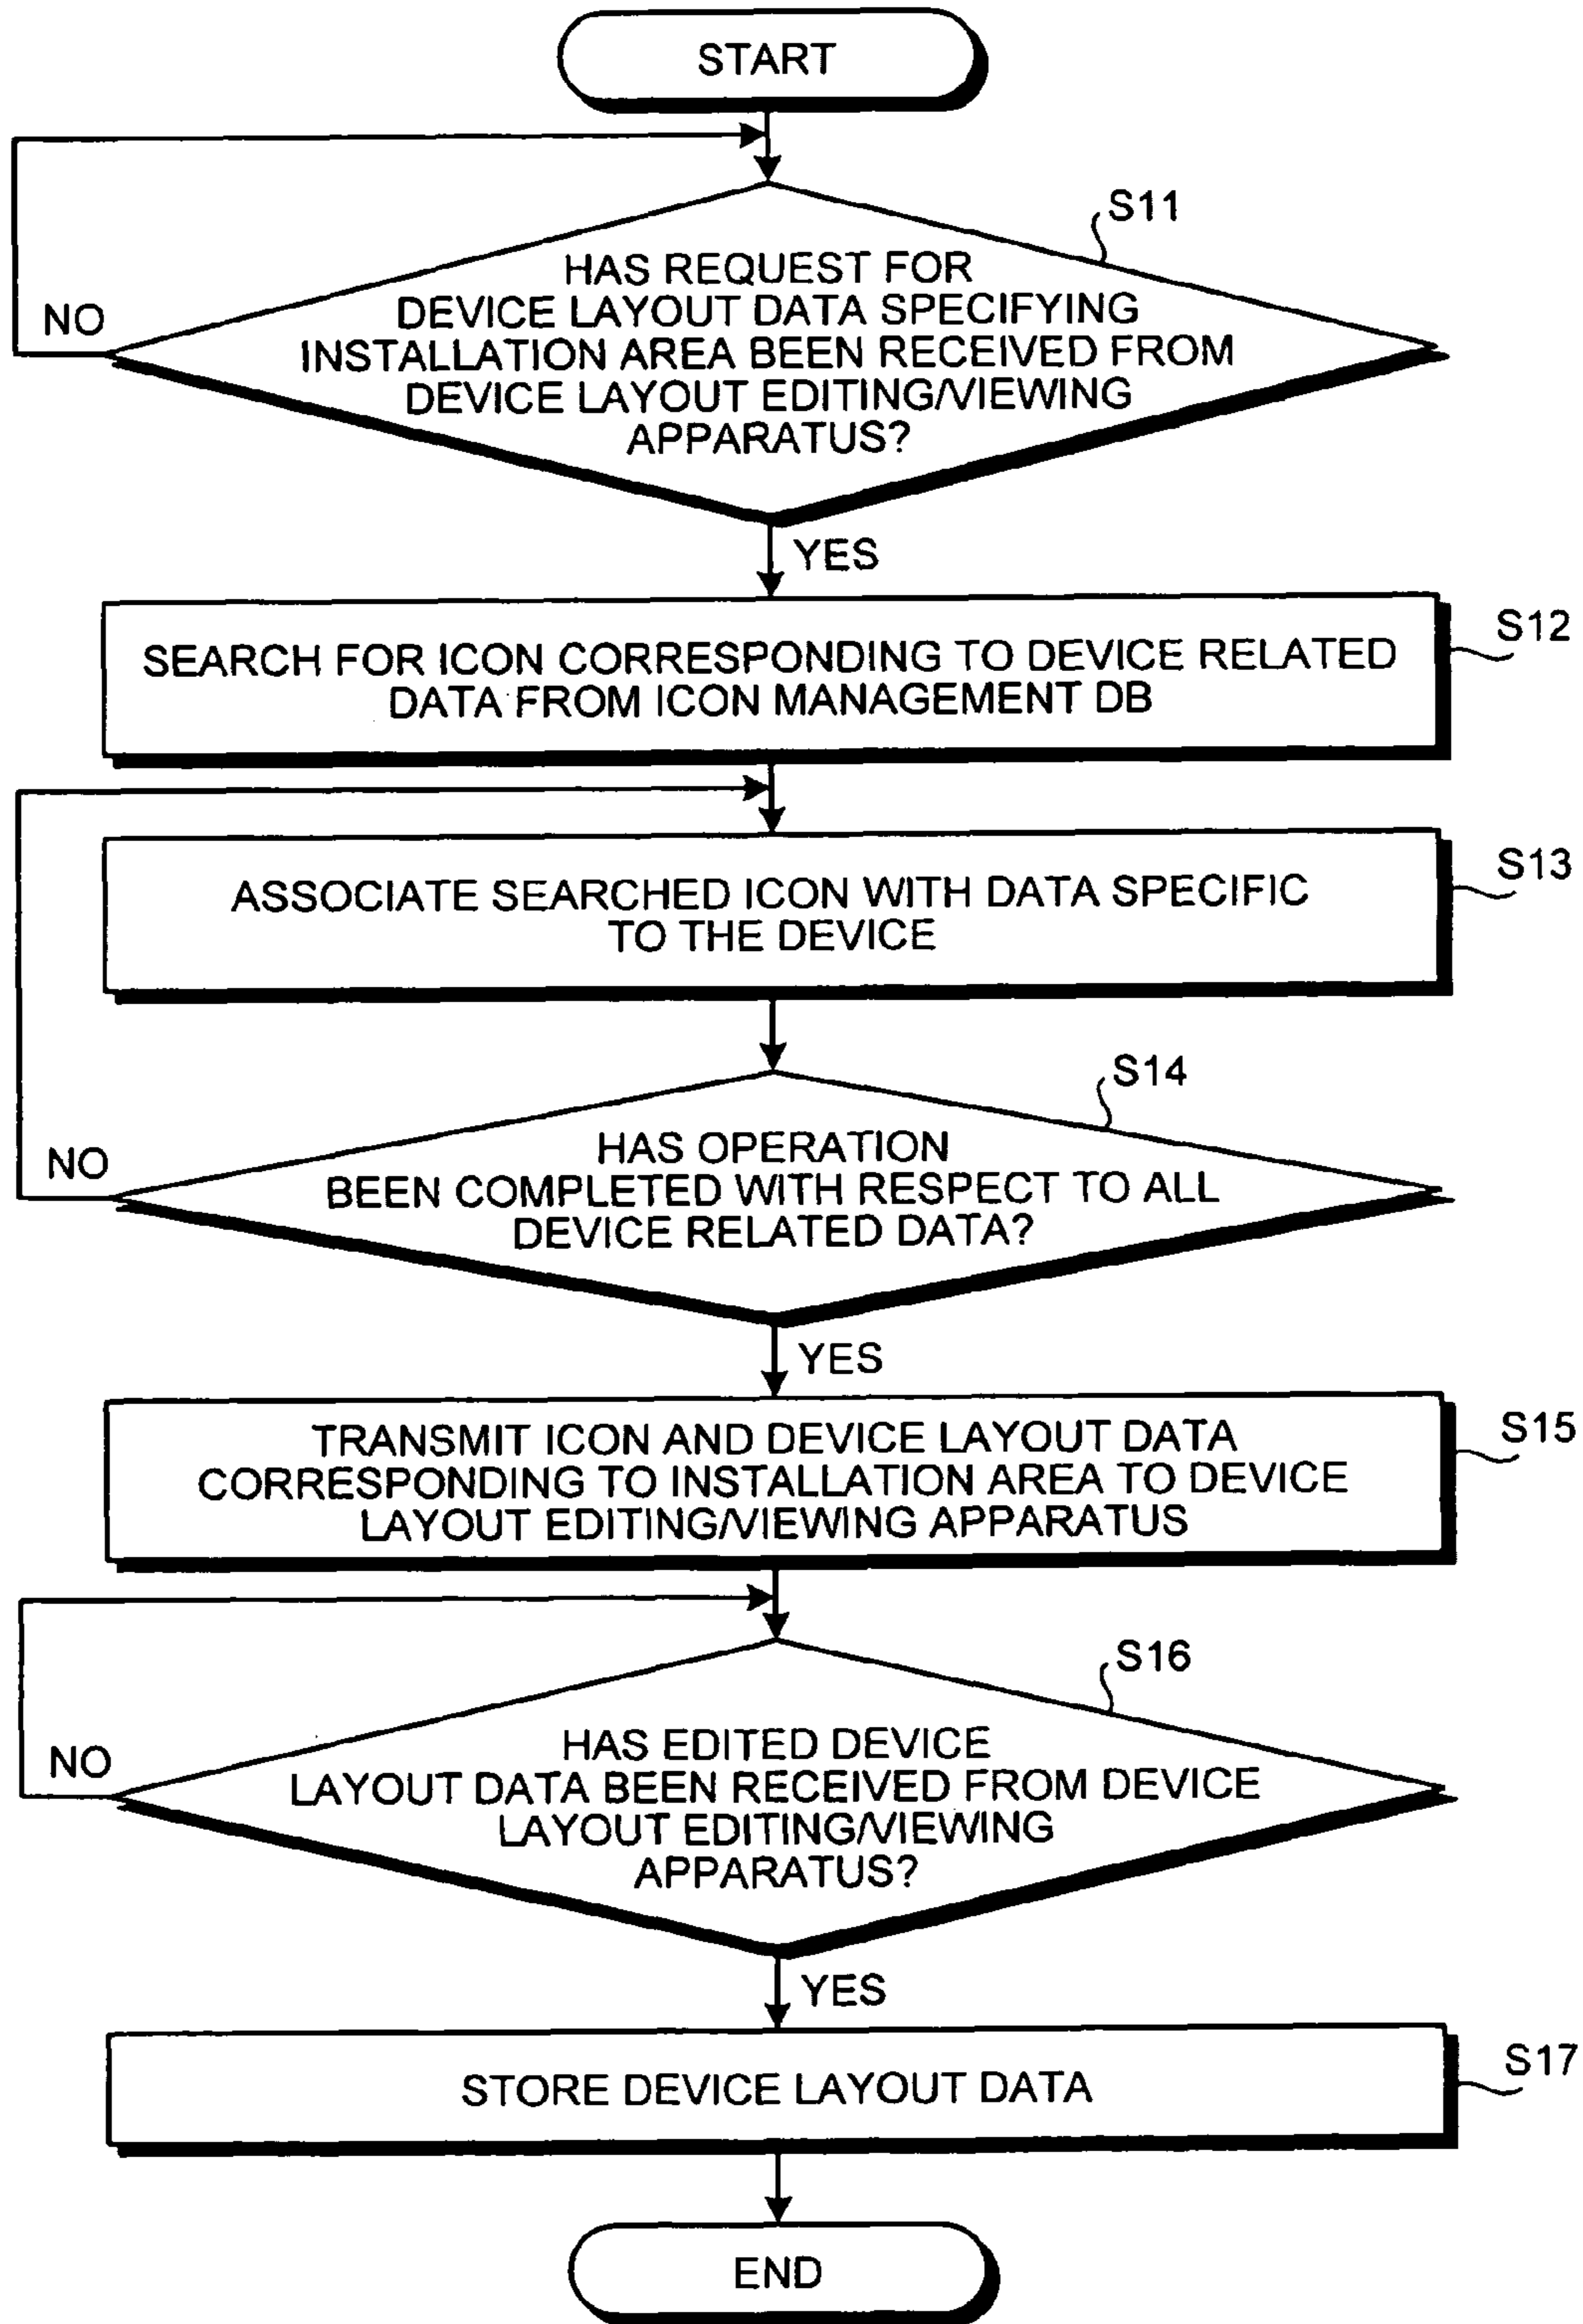 START
S11
HAS REQUEST FOR
DEVICE LAYOUT DATA SPECIFYING
INSTALLATION AREA BEEN RECEIVED FROM
DEVICE LAYOUT EDITING/VIEWING
APPARATUS?
NO
YES
S12
SEARCH FOR ICON CORRESPONDING TO DEVICE RELATED
DATA FROM ICON MANAGEMENT DB
S13
ASSOCIATE SEARCHED ICON WITH DATA SPECIFIC
TO THE DEVICE
S14
HAS OPERATION
BEEN COMPLETED WITH RESPECT TO ALL
DEVICE RELATED DATA?
NO
YES
S15
TRANSMIT ICON AND DEVICE LAYOUT DATA
CORRESPONDING TO INSTALLATION AREA TO DEVICE
LAYOUT EDITING/VIEWING APPARATUS
S16
HAS EDITED DEVICE
LAYOUT DATA BEEN RECEIVED FROM DEVICE
LAYOUT EDITING/VIEWING
APPARATUS?
NO
YES
S17
STORE DEVICE LAYOUT DATA
END